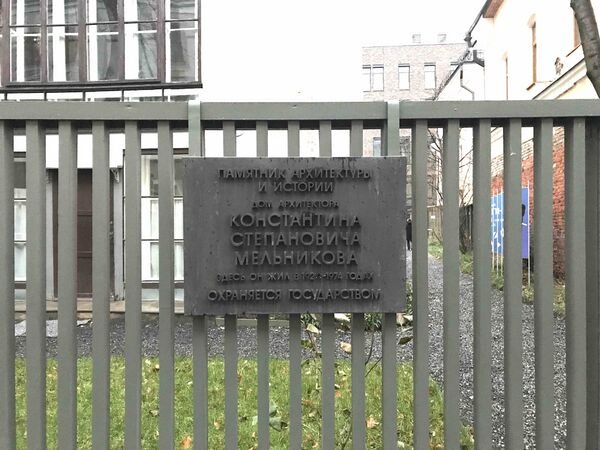 ПАМЯТНИК АРХИТЕКТУРЫ
И ИСТОРИИ
ДОМ АРХИТЕКТОРА
КОНСТАНТИНА
СТЕПАНОВИЧА
МЕЛЬНИКОВА
ЗДЕСЬ ОН ЖИЛ В 1929-1974 ГОДАХ
ОХРАНЯЕТСЯ ГОСУДАРСТВОМ